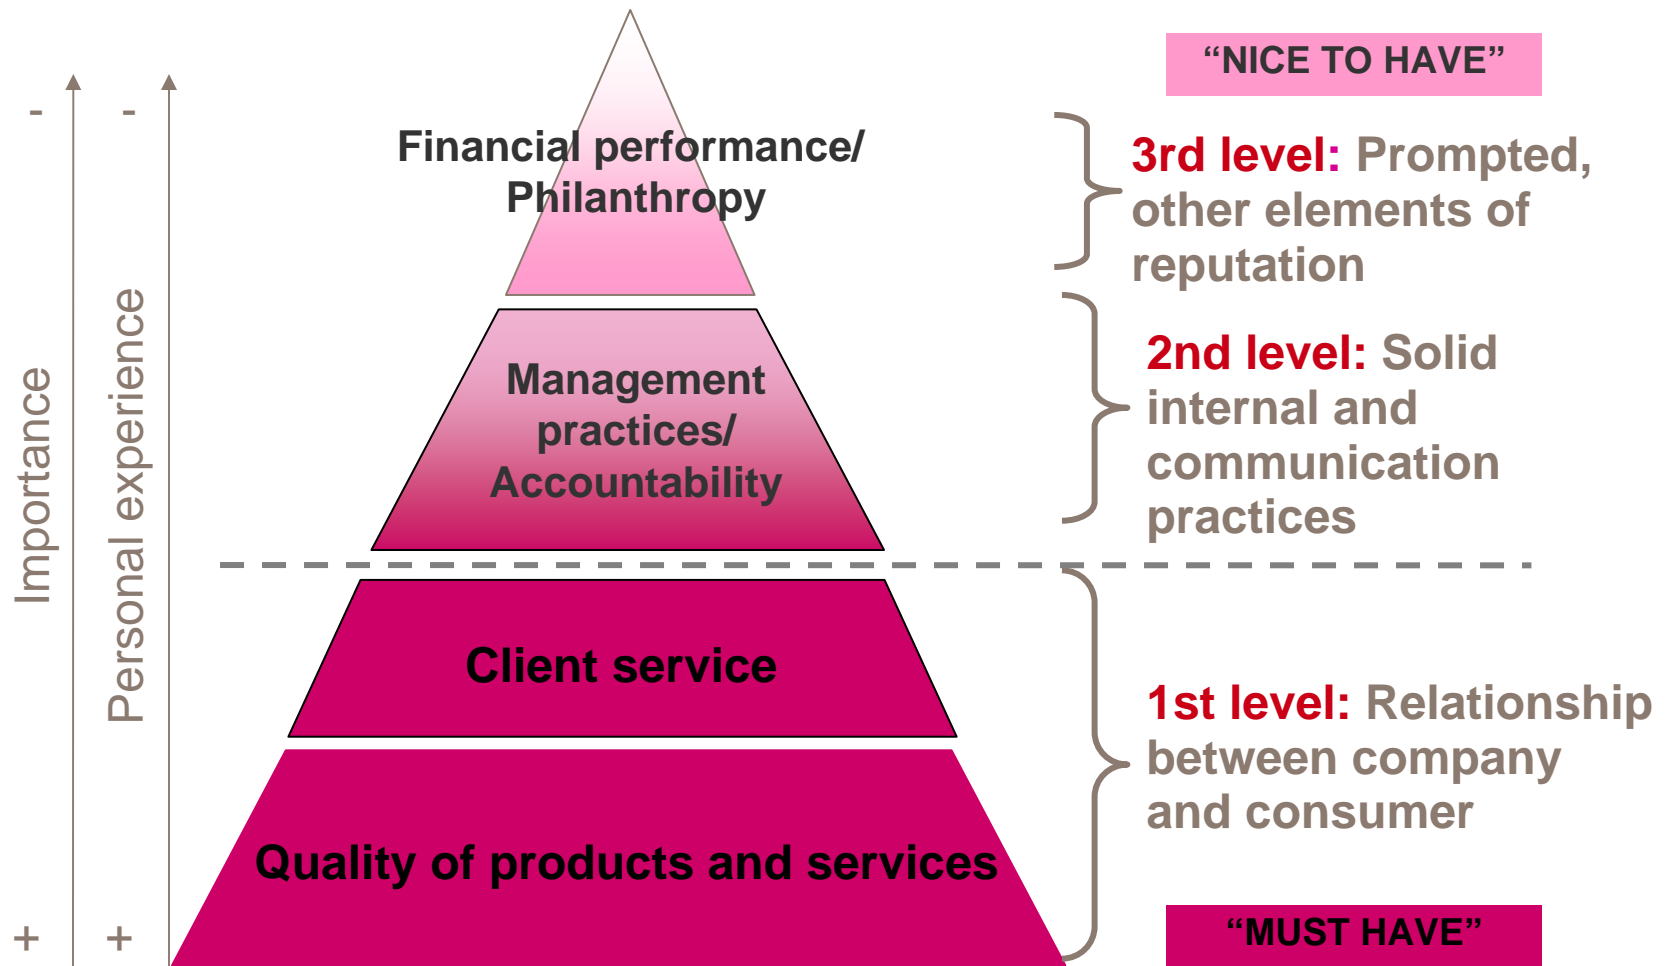 “NICE TO HAVE”
-
-
Financial performance/
Philanthropy
3rd level: Prompted,
other elements of
reputation
Importance
Personal experience
Management
practices/
Accountability
2nd level: Solid
internal and
communication
practices
Client service
1st level: Relationship
between company
and consumer
Quality of products and services
+
+
“MUST HAVE”